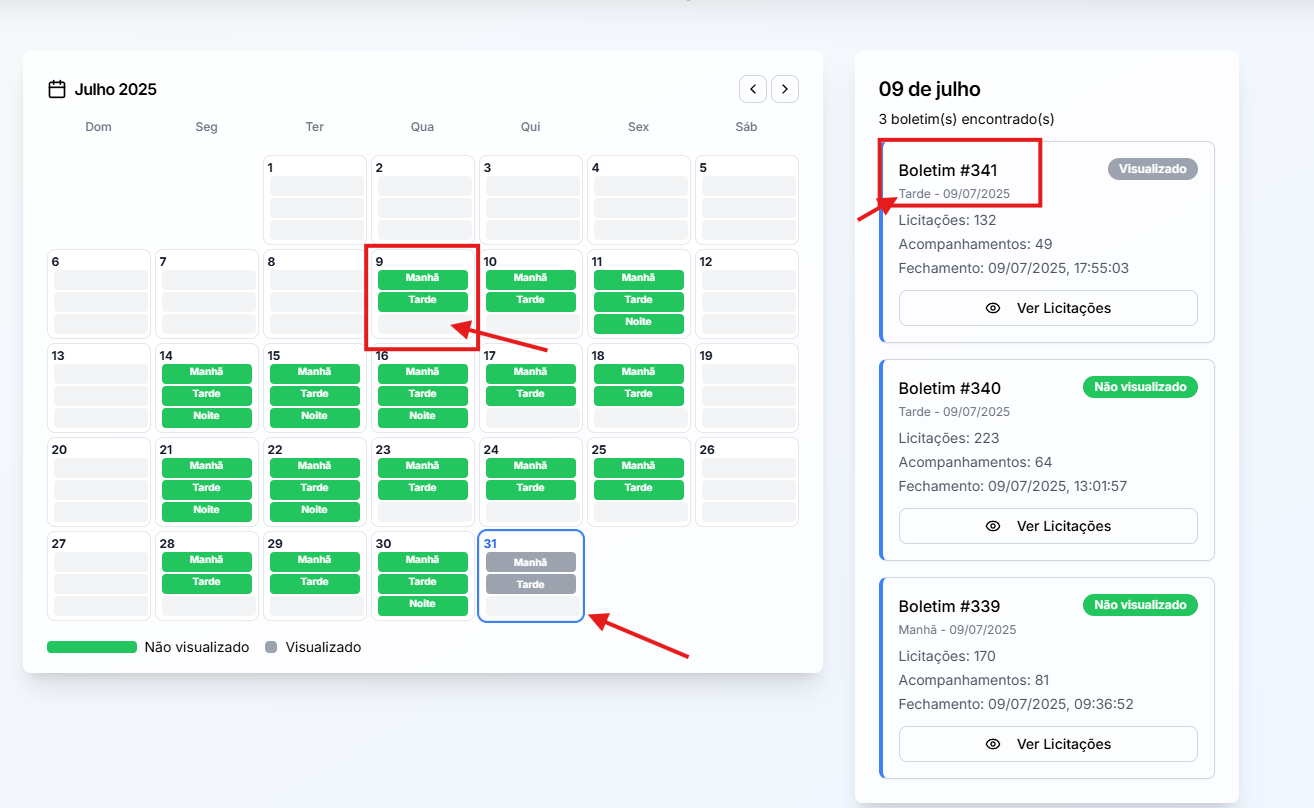 Julho 2025
Dom Seg Ter Qua Qui Sex Sáb
1 2 3 4 5
6 7 8 9 10 11 12
Manhã Manhã Manhã
Tarde Tarde Tarde
Noite
13 14 15 16 17 18 19
Manhã Manhã Manhã Manhã Manhã
Tarde Tarde Tarde Tarde Tarde
Noite Noite Noite
20 21 22 23 24 25 26
Manhã Manhã Manhã Manhã Manhã
Tarde Tarde Tarde Tarde Tarde
Noite Noite
27 28 29 30 31
Manhã Manhã Manhã Manhã
Tarde Tarde Tarde Tarde
Noite
Não visualizado Visualizado
09 de julho
3 boletim(s) encontrado(s)
Boletim #341 Visualizado
Tarde - 09/07/2025
Licitações: 132
Acompanhamentos: 49
Fechamento: 09/07/2025, 17:55:03
Ver Licitações
Boletim #340 Não visualizado
Tarde - 09/07/2025
Licitações: 223
Acompanhamentos: 64
Fechamento: 09/07/2025, 13:01:57
Ver Licitações
Boletim #339 Não visualizado
Manhã - 09/07/2025
Licitações: 170
Acompanhamentos: 81
Fechamento: 09/07/2025, 09:36:52
Ver Licitações